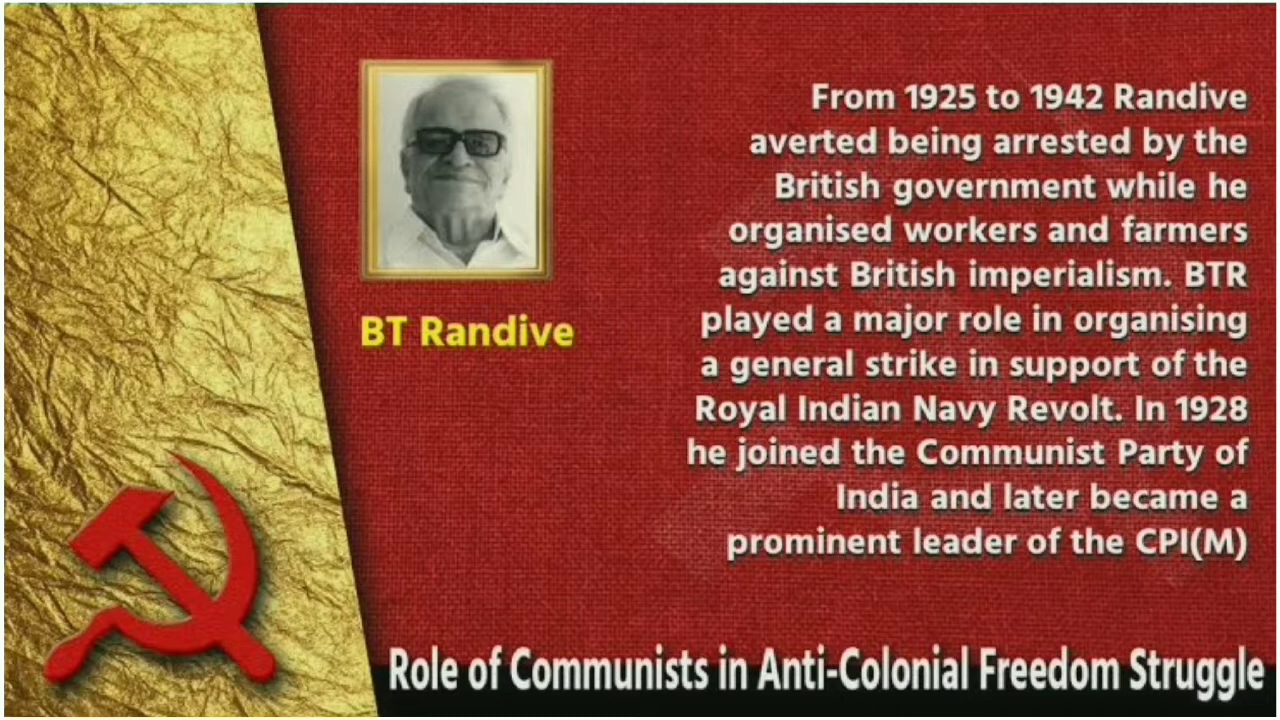 From 1925 to 1942 Randive
averted being arrested by the
British government while he
organised workers and farmers
against British imperialism. BTR
played a major role in organising
a general strike in support of the
Royal Indian Navy Revolt. In 1928
he joined the Communist Party of
India and later became a
prominent leader of the CPI(M)
BT Randive
Role of Communists in Anti-Colonial Freedom Struggle